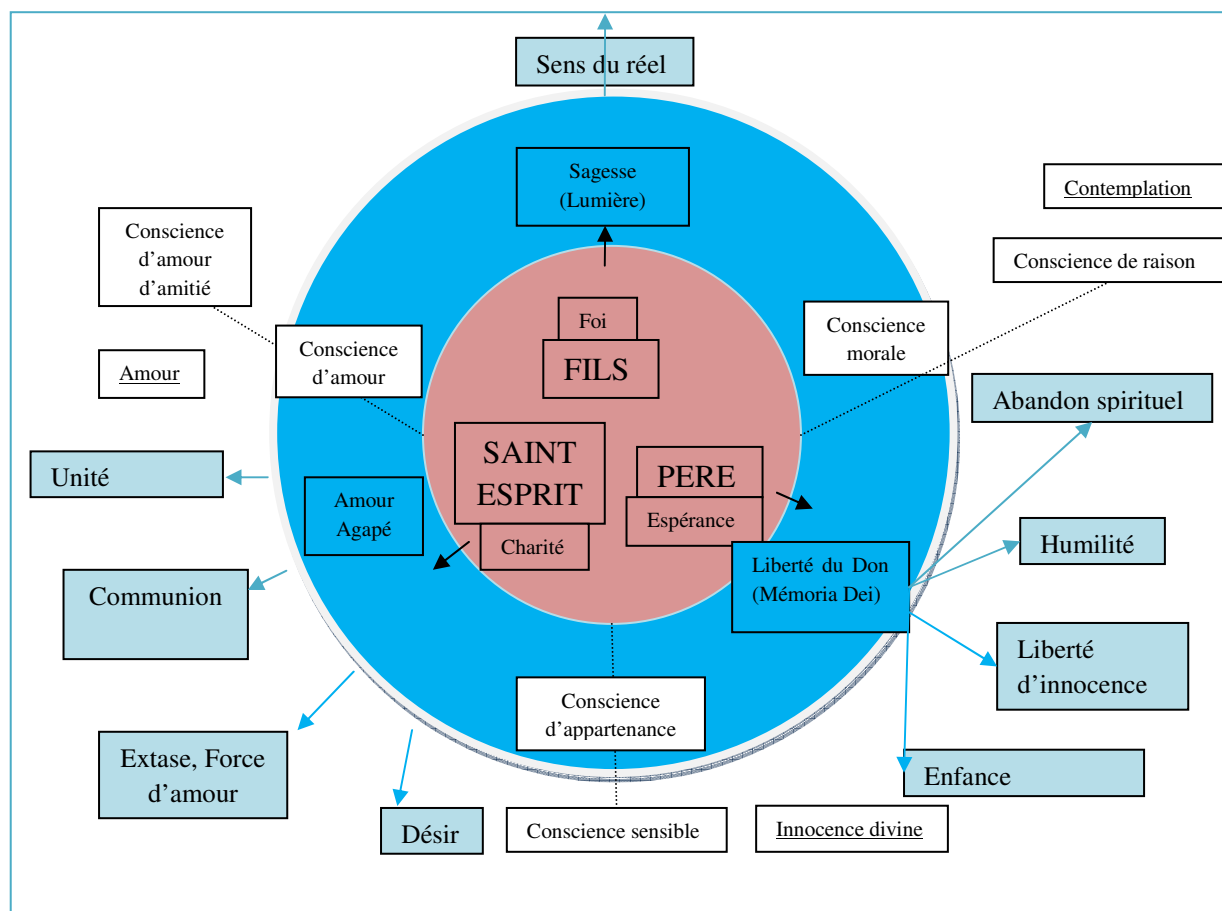 Sens du réel
Sagesse
(Lumière)
Contemplation
Conscience
d’amour
d’amitié
Conscience de raison
Foi
FILS
Conscience
morale
Conscience
d’amour
Amour
Abandon spirituel
SAINT
ESPRIT
Charité
PERE
Espérance
Unité
Amour
Agapé
Humilité
Liberté du Don
(Mémoria Dei)
Communion
Liberté
d’innocence
Conscience
d’appartenance
Extase, Force
d’amour
Enfance
Désir
Conscience sensible
Innocence divine